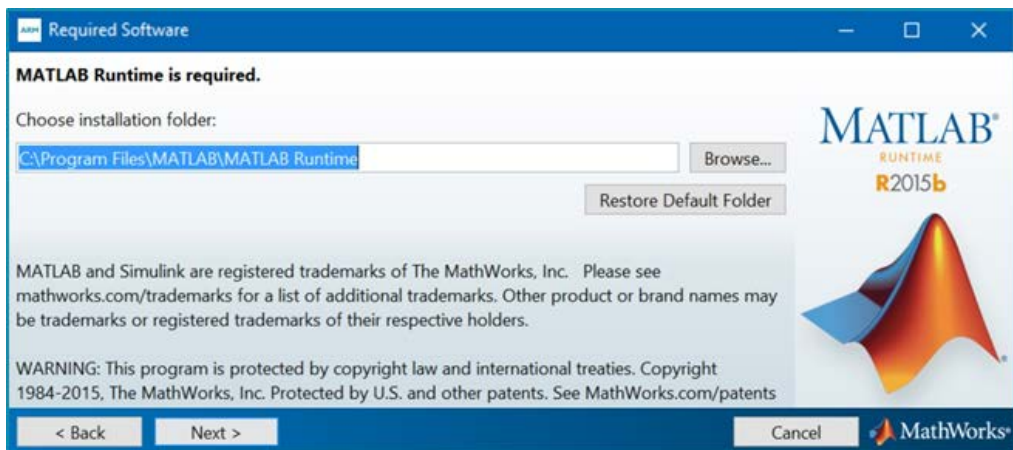 ARM Required Software
MATLAB Runtime is required.
Choose installation folder:
C:\Program Files\MATLAB\MATLAB Runtime
Browse...
Restore Default Folder
MATLAB®
RUNTIME
R2015b
MATLAB and Simulink are registered trademarks of The MathWorks, Inc.   Please see
mathworks.com/trademarks for a list of additional trademarks. Other product or brand names may
be trademarks or registered trademarks of their respective holders.
WARNING: This program is protected by copyright law and international treaties. Copyright
1984-2015, The MathWorks, Inc. Protected by U.S. and other patents. See MathWorks.com/patents
< Back
Next >
Cancel
MathWorks®